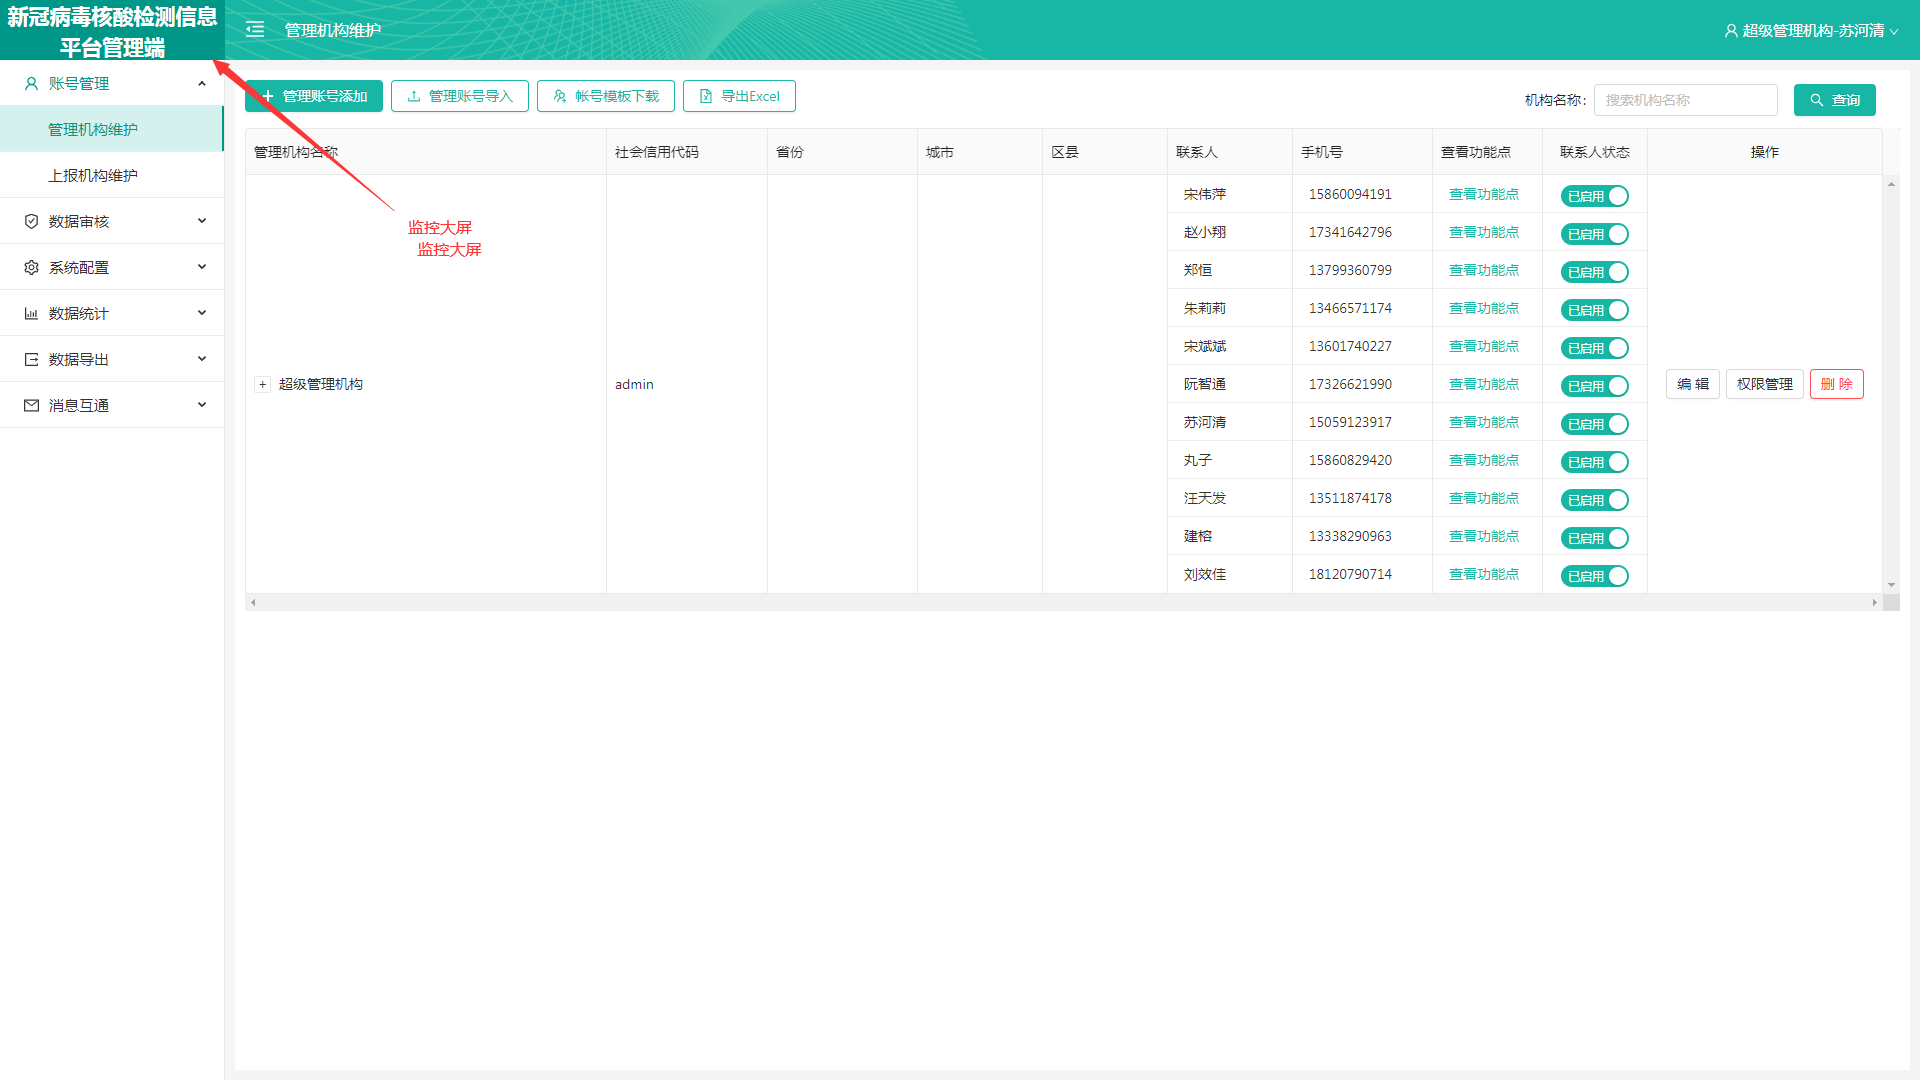 新冠病毒核酸检测信息
平台管理端
管理机构维护
超级管理机构-苏河清
账号管理
管理机构维护
上报机构维护
数据审核
系统配置
数据统计
数据导出
消息互通
管理账号添加
管理账号导入
帐号模板下载
导出Excel
机构名称:
搜索机构名称
查询
管理机构名称 社会信用代码 省份 城市 区县 联系人 手机号 查看功能点 联系人状态 操作
监控大屏
监控大屏
+ 超级管理机构
admin
宋伟萍 15860094191 查看功能点 已启用
赵小翔 17341642796 查看功能点 已启用
郑恒 13799360799 查看功能点 已启用
朱莉莉 13466571174 查看功能点 已启用
宋斌斌 13601740227 查看功能点 已启用
阮智通 17326621990 查看功能点 已启用
苏河清 15059123917 查看功能点 已启用
丸子 15860829420 查看功能点 已启用
汪天发 13511874178 查看功能点 已启用
建榕 13338290963 查看功能点 已启用
刘效佳 18120790714 查看功能点 已启用
编 辑 权限管理 删 除